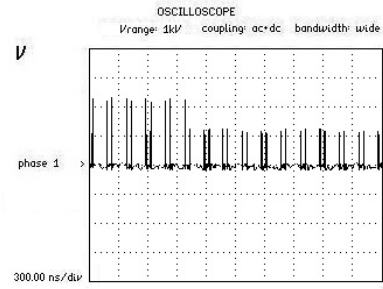 OSCILLOSCOPE
Vrange: 1kV coupling: ac+dc bandwidth: wide
V
phase 1 >
300.00 ns/div